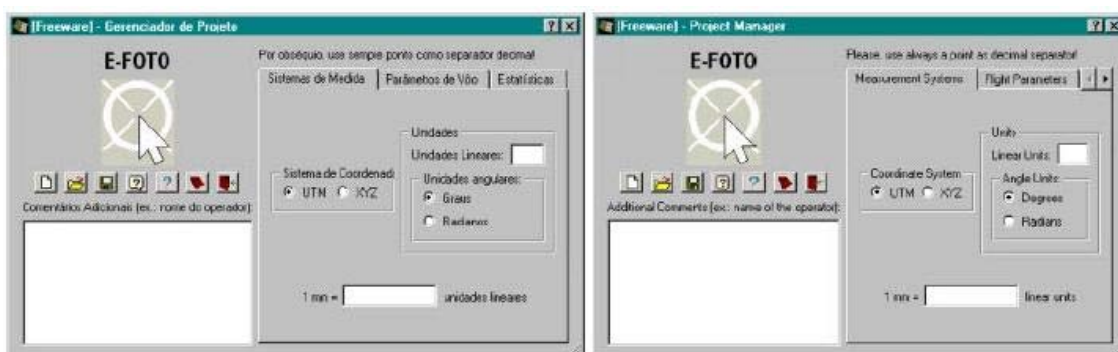 [Freeware] - Gerenciador de Projeto
E-FOTO
Por obséquio, use sempre ponto como separador decimal!
Sistemas de Medida
Parâmetros de Vôo
Estatísticas
Unidades
Unidades Lineares:
Sistema de Coordenad
UTM
XYZ
Unidades angulares:
Graus
Radianos
Comentários Adicionais (ex.: nome do operador):
1 mm =
unidades lineares
[Freeware] - Project Manager
E-FOTO
Please, use always a point as decimal separator!
Measurement Systems
Flight Parameters
Units
Linear Units:
Coordinate System
UTM
XYZ
Angle Units:
Degrees
Radians
Additional Comments (ex: name of the operator):
1 mm =
linear units